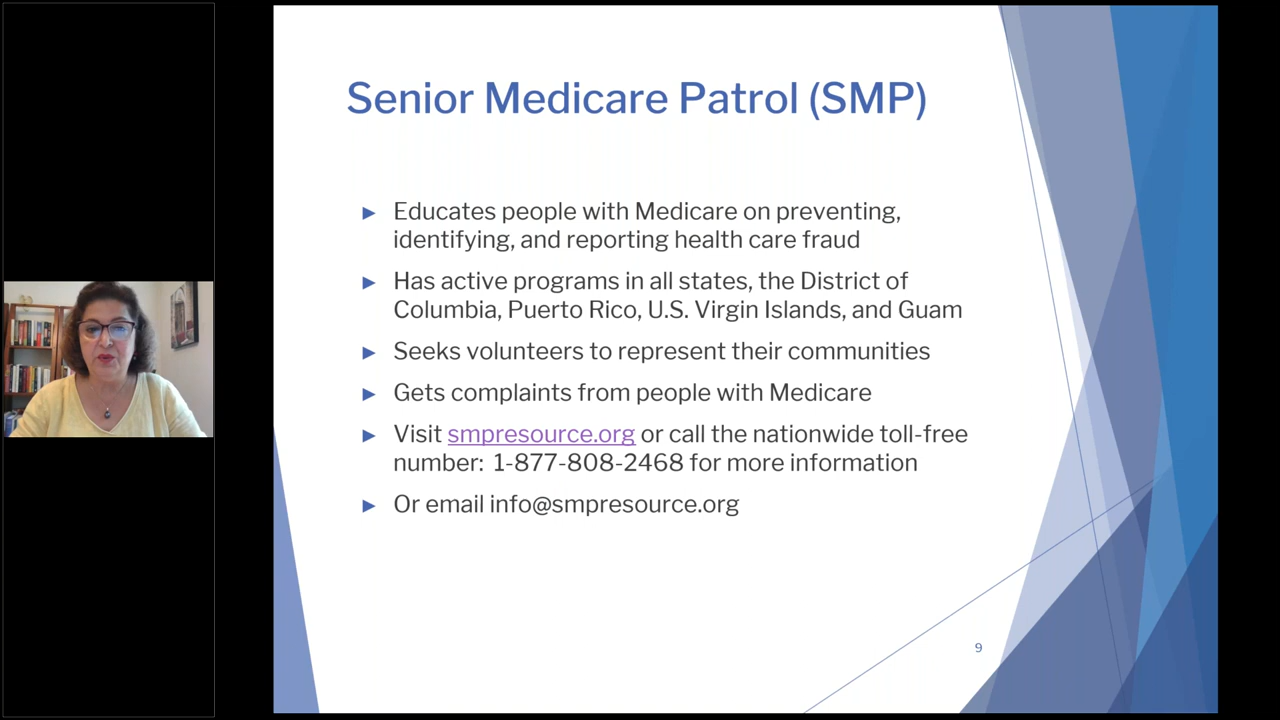 Senior Medicare Patrol (SMP)
► Educates people with Medicare on preventing,
identifying, and reporting health care fraud
► Has active programs in all states, the District of
Columbia, Puerto Rico, U.S. Virgin Islands, and Guam
► Seeks volunteers to represent their communities
► Gets complaints from people with Medicare
► Visit smpresource.org or call the nationwide toll-free
number: 1-877-808-2468 for more information
► Or email info@smpresource.org
9